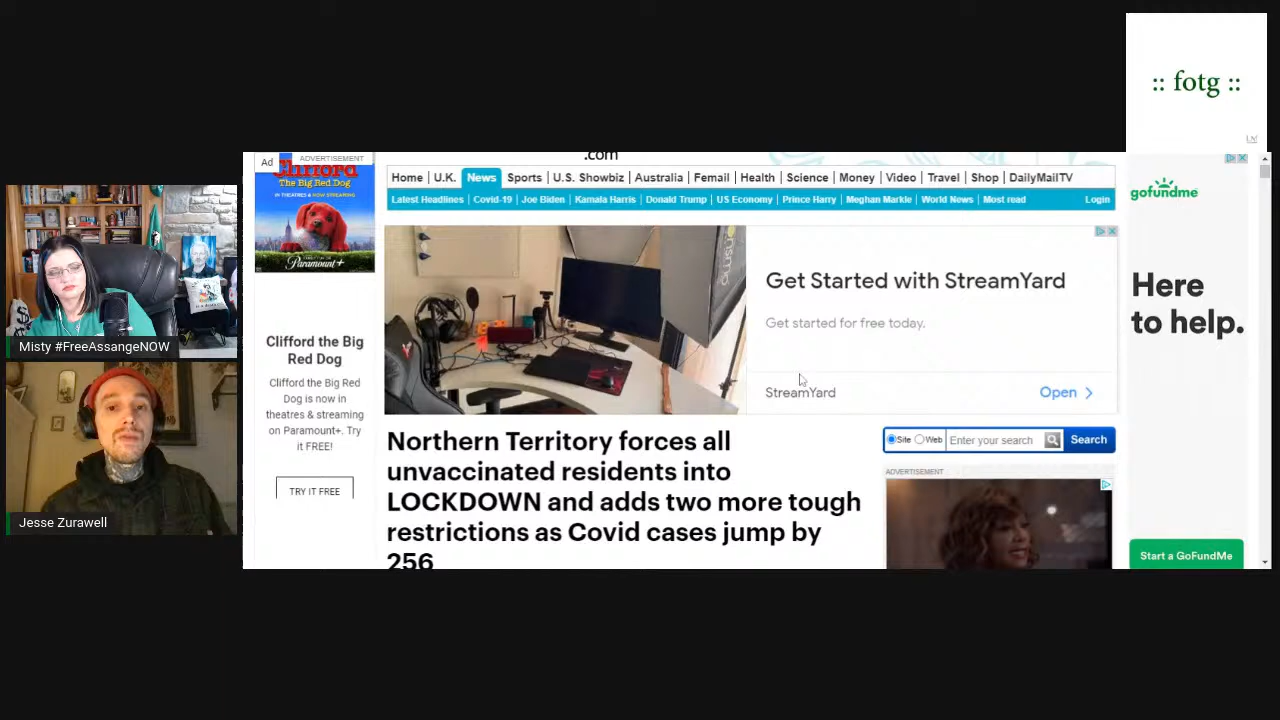 :: fotg ::
Misty #FreeAssangeNOW
Jesse Zurawell
Ad
ADVERTISEMENT
Clifford
The Big Red Dog
IN THEATRES & NOW STREAMING
Paramount+
Clifford the Big
Red Dog
Clifford the Big Red
Dog is now in
theatres & streaming
on Paramount+. Try
it FREE!
TRY IT FREE
.com
Home U.K. News Sports U.S. Showbiz Australia Femail Health Science Money Video Travel Shop DailyMailTV
Latest Headlines Covid-19 Joe Biden Kamala Harris Donald Trump US Economy Prince Harry Meghan Markle World News Most read Login
Get Started with StreamYard
Get started for free today.
StreamYard
Open
Northern Territory forces all
unvaccinated residents into
LOCKDOWN and adds two more tough
restrictions as Covid cases jump by
256
Site Web Enter your search Search
ADVERTISEMENT
gofundme
Here
to help.
Start a GoFundMe